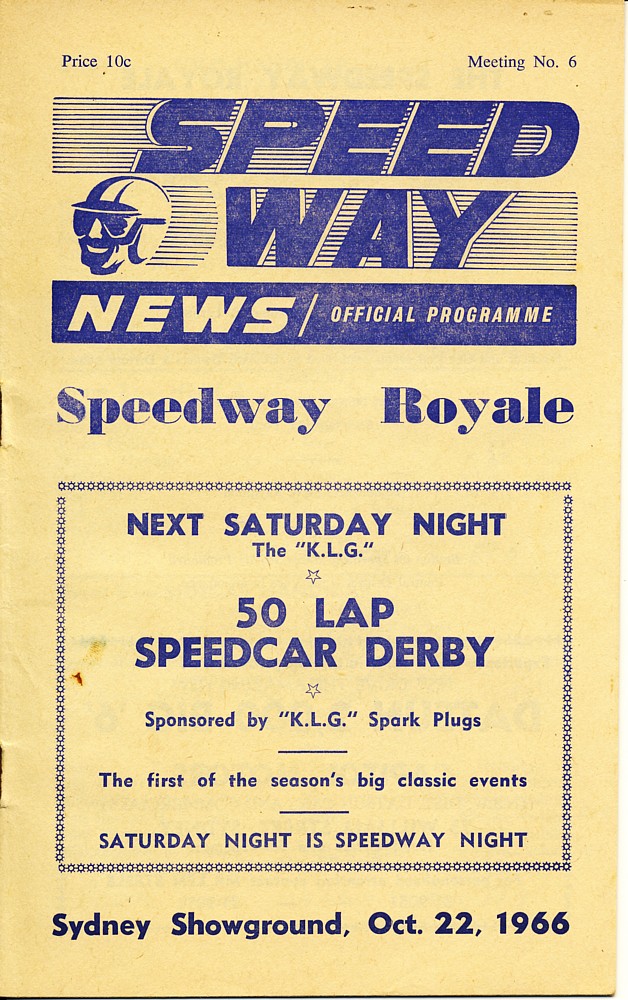 Price 10c
Meeting No. 6
SPEED
WAY
NEWS / OFFICIAL PROGRAMME
Speedway Royale
NEXT SATURDAY NIGHT
The "K.L.G."
50 LAP
SPEEDCAR DERBY
Sponsored by "K.L.G." Spark Plugs
The first of the season's big classic events
SATURDAY NIGHT IS SPEEDWAY NIGHT
Sydney Showground, Oct. 22, 1966